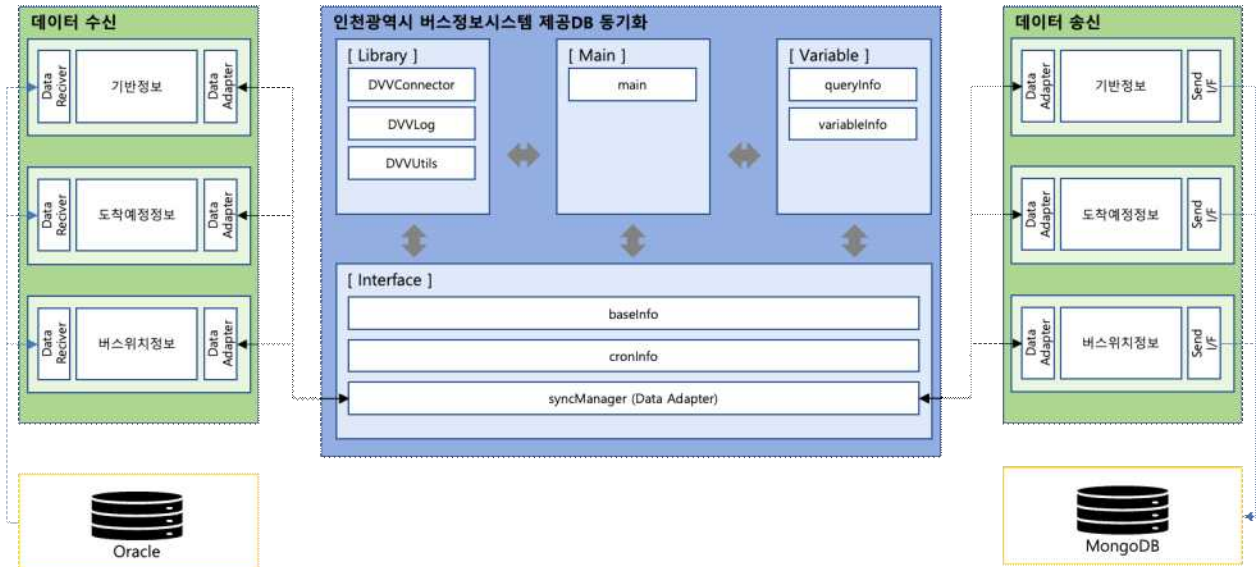 데이터 수신
Data
Reciver
기반정보
Data
Adapter
Data
Reciver
도착예정정보
Data
Adapter
Data
Reciver
버스위치정보
Data
Adapter
Oracle
인천광역시 버스정보시스템 제공DB 동기화
[ Library ]
DVVConnector
DVVLog
DVVUtils
[ Main ]
main
[ Variable ]
queryInfo
variableInfo
[ Interface ]
baseInfo
cronInfo
syncManager (Data Adapter)
데이터 송신
Data
Adapter
기반정보
Send
I/F
Data
Adapter
도착예정정보
Send
I/F
Data
Adapter
버스위치정보
Send
I/F
MongoDB